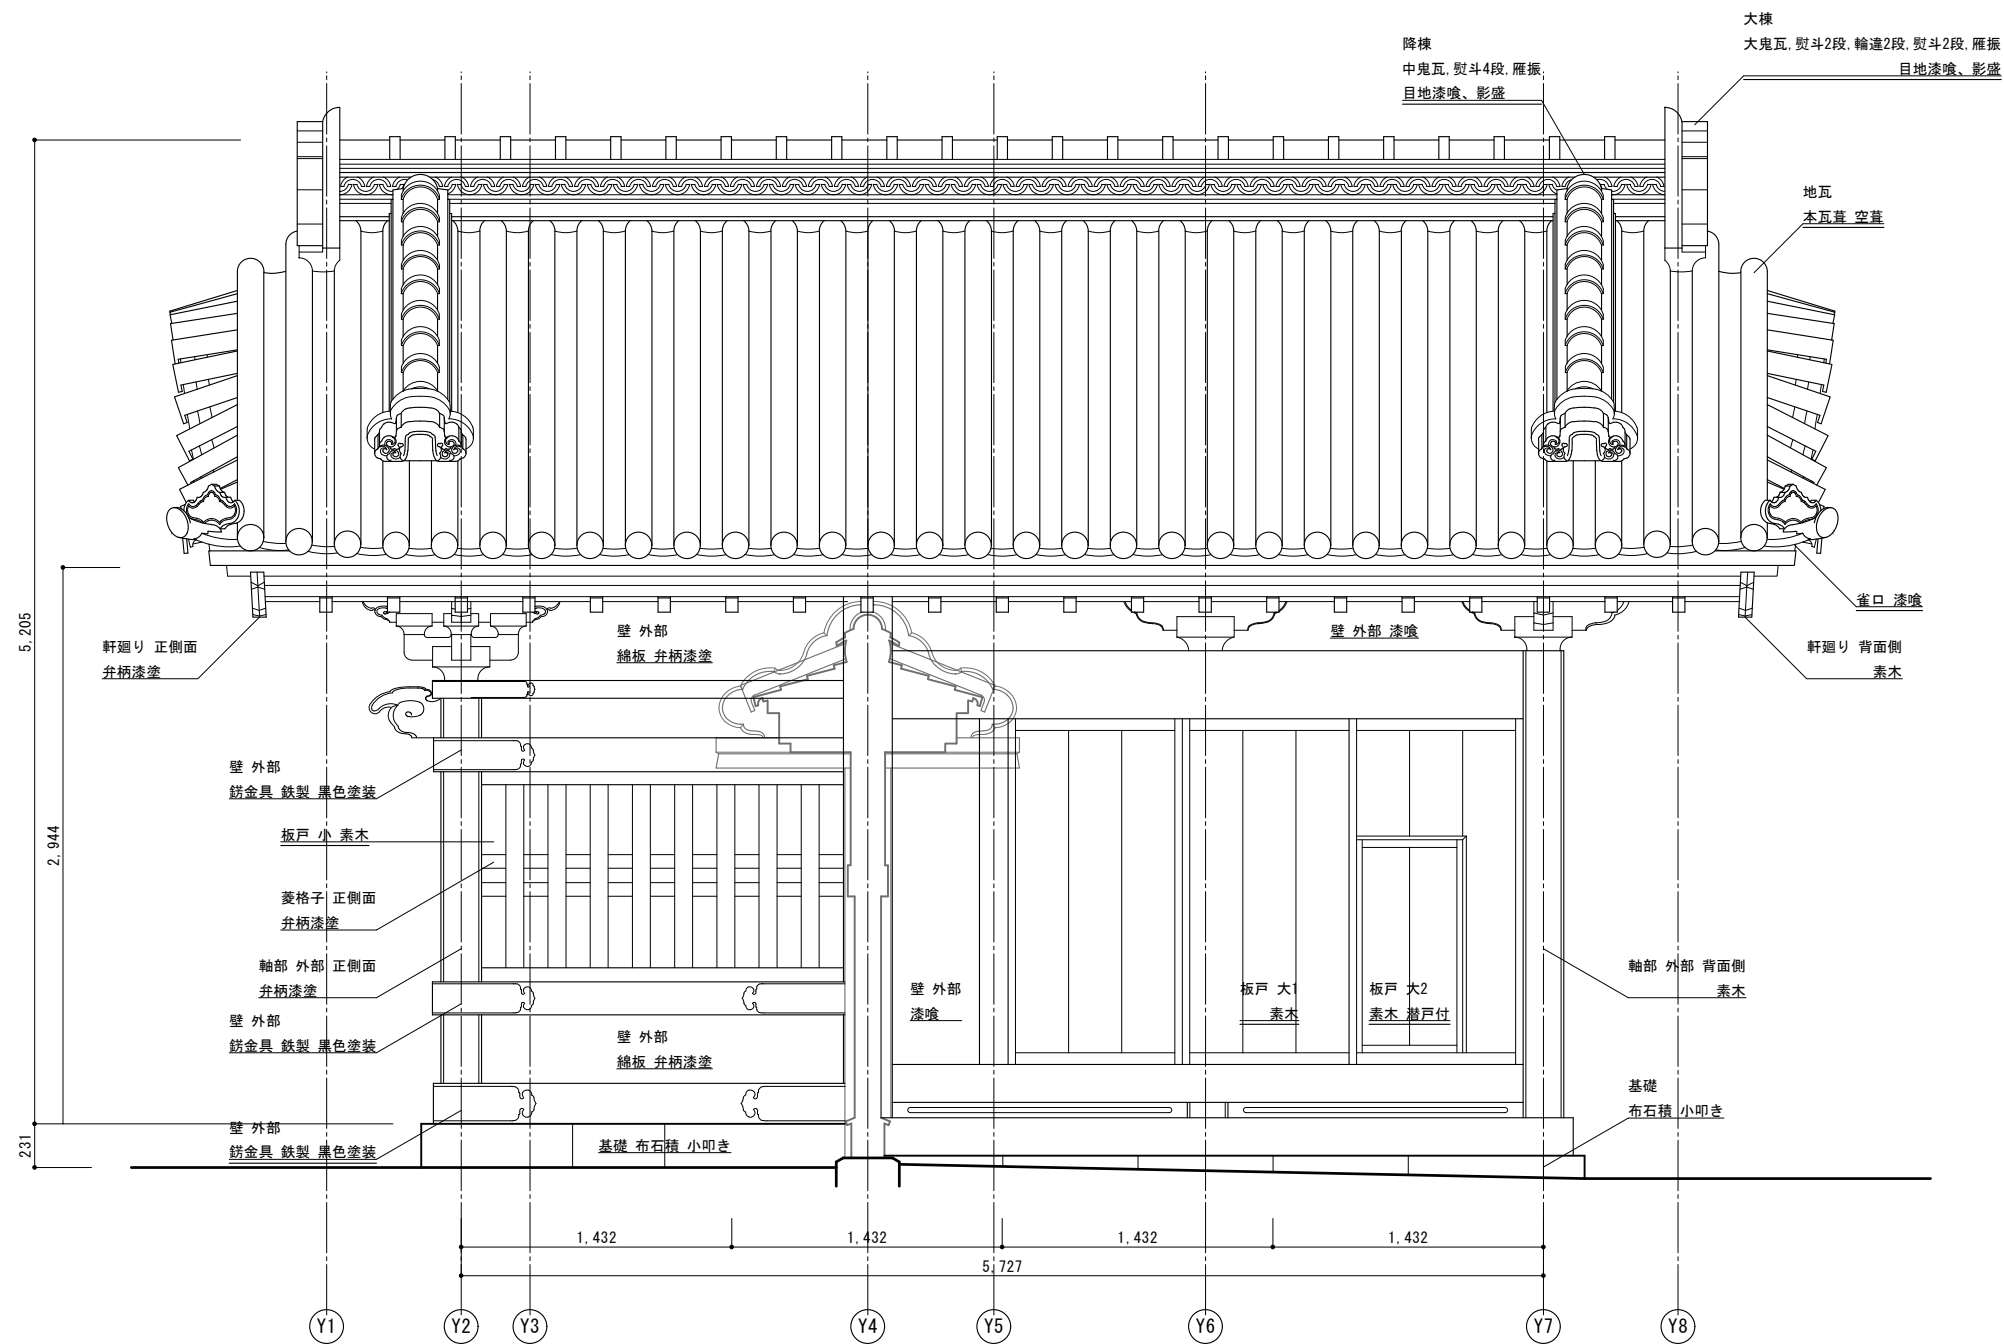 大棟
大鬼瓦,熨斗2段,輪違2段,熨斗2段,雁振
目地漆喰、影盛
降棟
中鬼瓦,熨斗4段,雁振
目地漆喰、影盛
地瓦
本瓦葺 空葺
雀口 漆喰
軒廻り 正側面
弁柄漆塗
壁 外部
綿板 弁柄漆塗
壁 外部 漆喰
軒廻り 背面側
素木
壁 外部
錺金具 鉄製 黒色塗装
板戸 小 素木
菱格子 正側面
弁柄漆塗
軸部 外部 正側面
弁柄漆塗
壁 外部
錺金具 鉄製 黒色塗装
壁 外部
綿板 弁柄漆塗
壁 外部
漆喰
板戸 大1
素木
板戸 大2
素木 潜戸付
軸部 外部 背面側
素木
壁 外部
錺金具 鉄製 黒色塗装
基礎 布石積 小叩き
基礎
布石積 小叩き
5,205
2,944
231
1,432
1,432
1,432
1,432
5,727
Y1
Y2
Y3
Y4
Y5
Y6
Y7
Y8